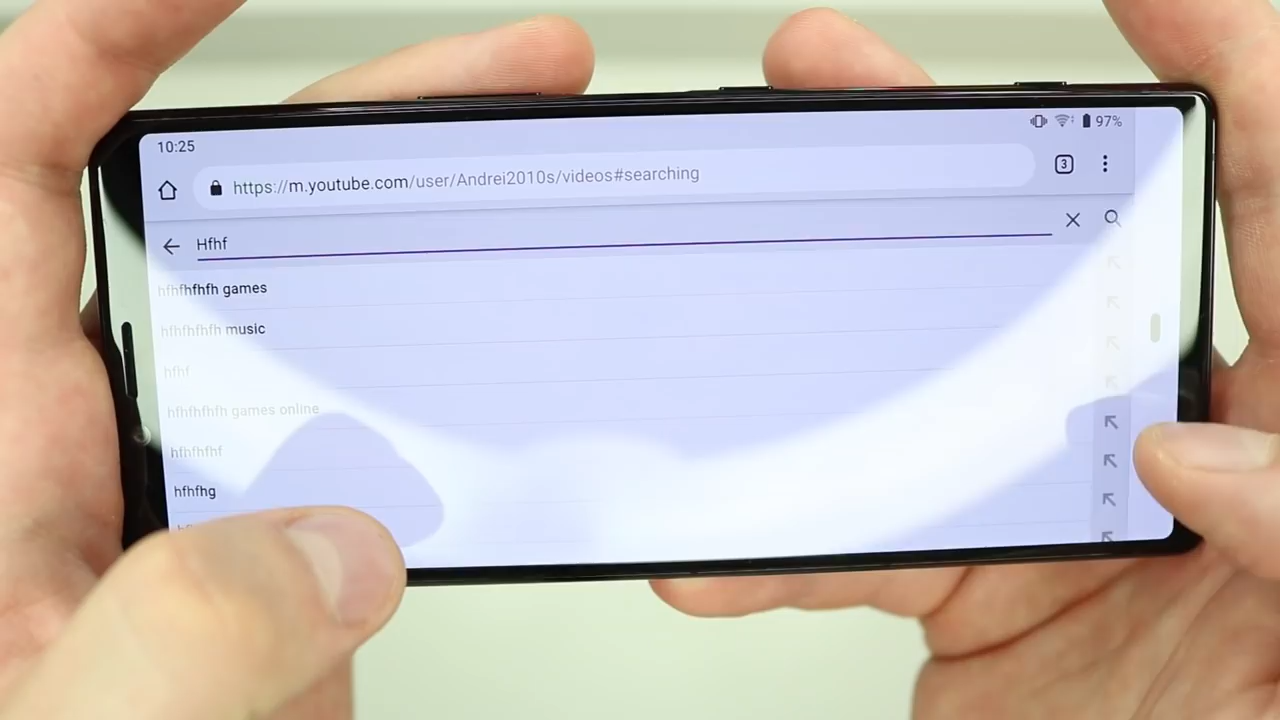 10:25
97%
https://m.youtube.com/user/Andrei2010s/videos#searching
3
Hfhf
hfhfhfhfh games
hfhfhfhfh music
hfhf
hfhfhfhfh games online
hfhfhfhf
hfhfhg